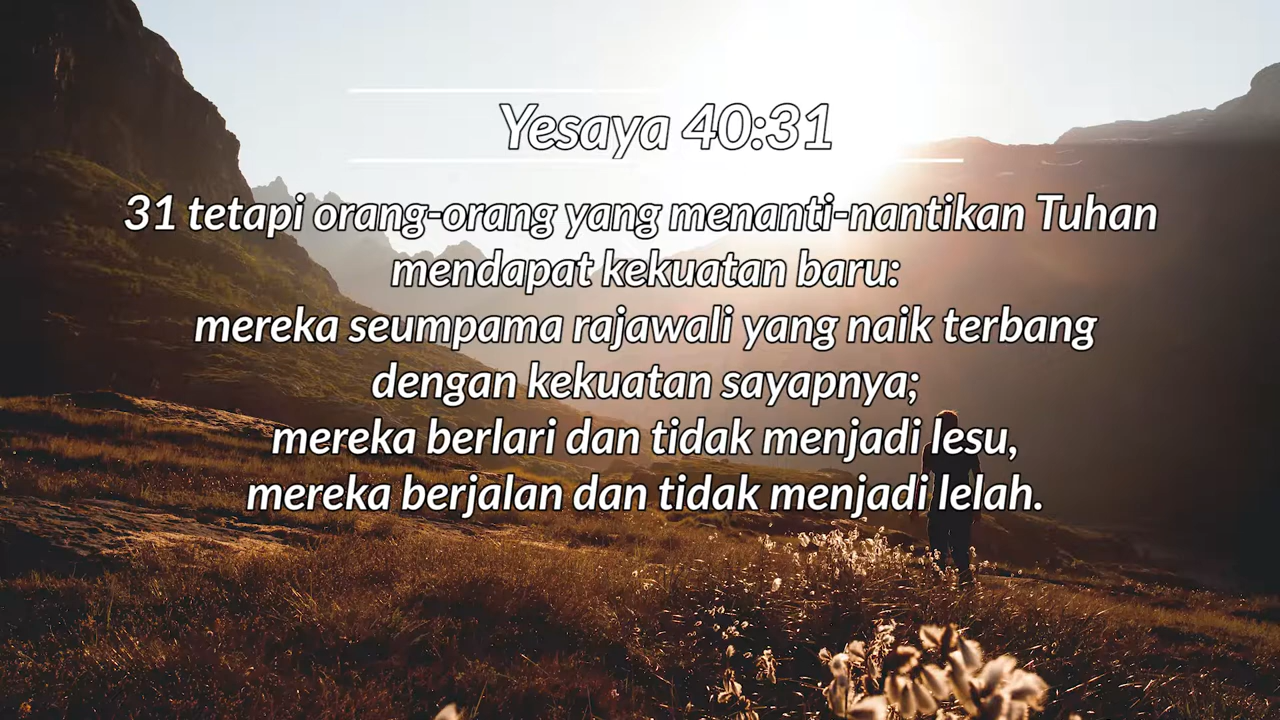 Yesaya 40:31
31 tetapi orang-orang yang menanti-nantikan Tuhan
mendapat kekuatan baru:
mereka seumpama rajawali yang naik terbang
dengan kekuatan sayapnya;
mereka berlari dan tidak menjadi lesu,
mereka berjalan dan tidak menjadi lelah.